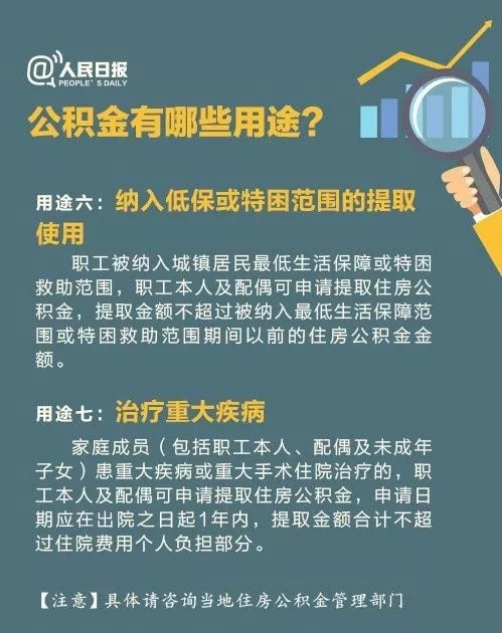 @人民日报
PEOPLE'S DAILY
公积金有哪些用途？
用途六：纳入低保或特困范围的提取
使用
职工被纳入城镇居民最低生活保障或特困
救助范围，职工本人及配偶可申请提取住房公
积金，提取金额不超过被纳入最低生活保障范
围或特困救助范围期间以前的住房公积金金
额。
用途七：治疗重大疾病
家庭成员（包括职工本人、配偶及未成年
子女）患重大疾病或重大手术住院治疗的，职
工本人及配偶可申请提取住房公积金，申请日
期应在出院之日起1年内，提取金额合计不超
过住院费用个人负担部分。
【注意】具体请咨询当地住房公积金管理部门